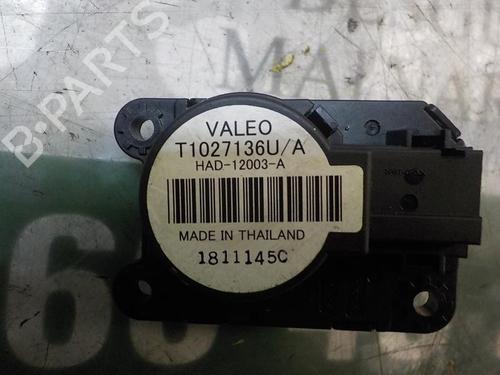 VALEO
T1027136U/A
HAD-12003-A
MADE IN THAILAND
1811145C
B-PARTS